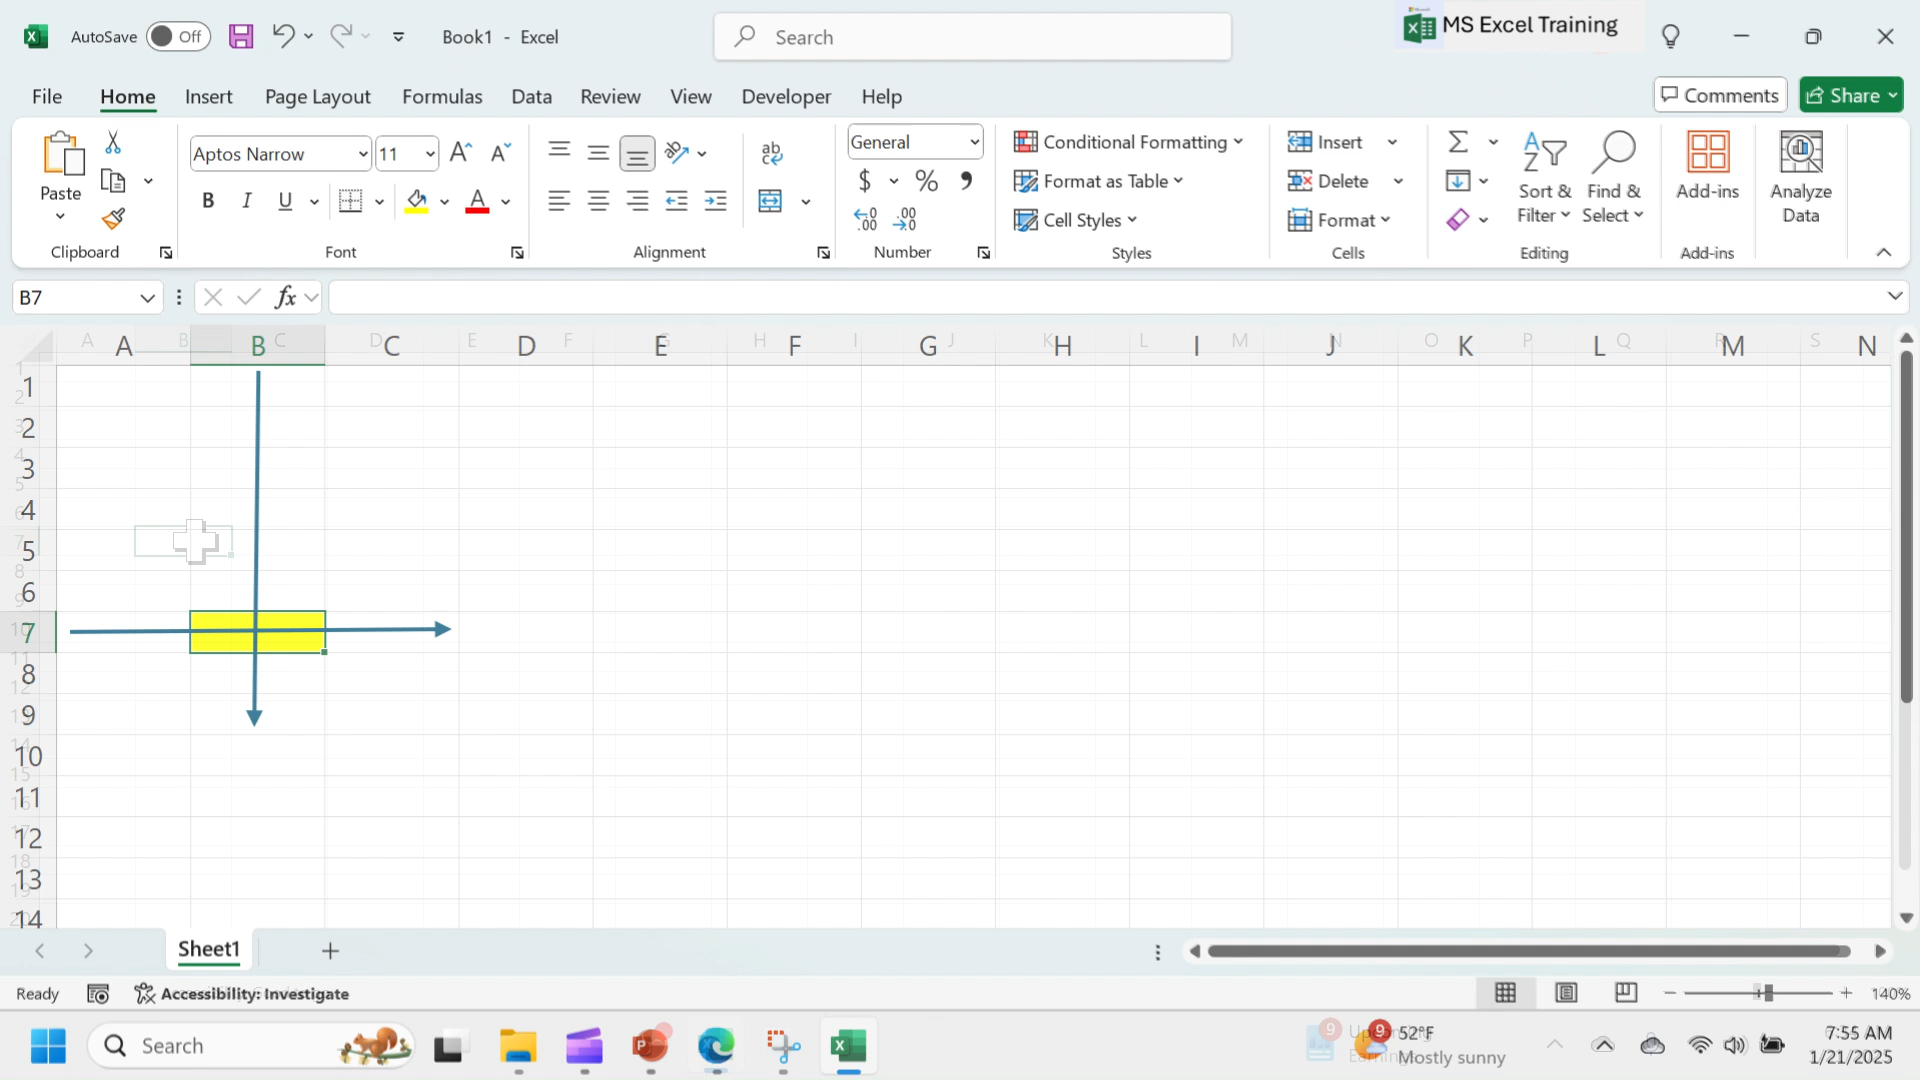 AutoSave Off Book1 - Excel Search MS Excel Training
File Home Insert Page Layout Formulas Data Review View Developer Help Comments Share
Paste
Clipboard
Aptos Narrow 11
B I U A
Font
ab
Alignment
General
$ % 9
Number
Conditional Formatting
Format as Table
Cell Styles
Styles
Insert
Delete
Format
Cells
Sort & Filter
Find & Select
Editing
Add-ins
Add-ins
Analyze Data
B7 fx
A B C D E F G H I J K L M N
1
2
3
4
5
6
7
8
9
10
11
12
13
14
Sheet1
Ready Accessibility: Investigate 140%
Search
9 52°F
Mostly sunny
7:55 AM
1/21/2025